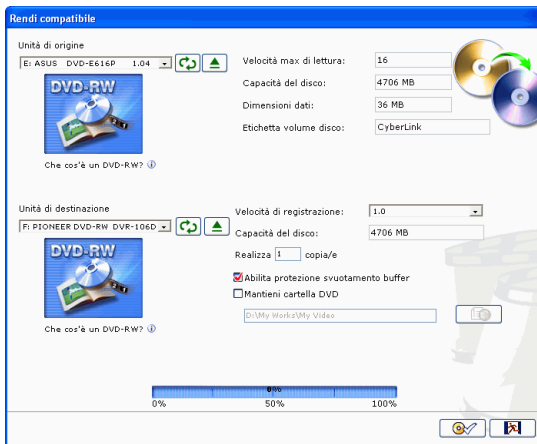 Rendi compatibile
Unità di origine
E: ASUS DVD-E616P 1.04
Velocità max di lettura: 16
Capacità del disco: 4706 MB
Dimensioni dati: 36 MB
Etichetta volume disco: CyberLink
DVD-RW
Che cos'è un DVD-RW?
Unità di destinazione
F: PIONEER DVD-RW DVR-106D
Velocità di registrazione: 1.0
Capacità del disco: 4706 MB
Realizza 1 copia/e
DVD-RW
Abilita protezione svuotamento buffer
Mantieni cartella DVD
D:\My Works\My Video
Che cos'è un DVD-RW?
0%
0% 50% 100%